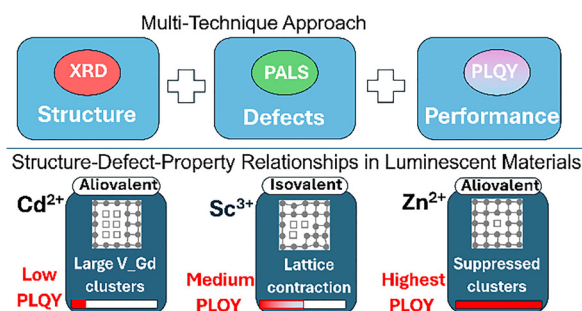 Multi-Technique Approach
XRD
Structure
PALS
Defects
PLQY
Performance
Structure-Defect-Property Relationships in Luminescent Materials
Cd2+
Aliovalent
Large V_Gd
clusters
Low
PLQY
Sc3+
Isovalent
Lattice
contraction
Medium
PLOY
Zn2+
Aliovalent
Suppressed
clusters
Highest
PLOY